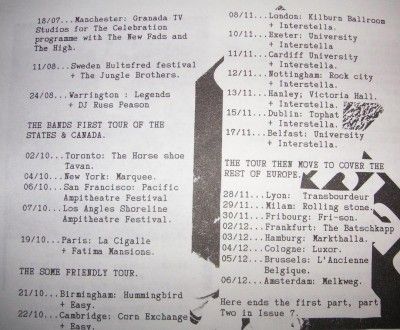 18/07...Manchester: Granada TV
Studios for The Celebration
programme with The New Fads and
The High.
11/08...Sweden Hultsfred festival
+ The Jungle Brothers.
24/08...Warrington : Legends
+ DJ Russ Peason
THE BANDS FIRST TOUR OF THE
STATES & CANADA.
02/10...Toronto: The Horse shoe
Tavan.
04/10...New York: Marquee.
06/10...San Francisco: Pacific
Ampitheatre Festival
07/10...Los Angles Shoreline
Ampitheatre Festival.
19/10...Paris: La Cigalle
+ Fatima Mansions.
THE SOME FRIENDLY TOUR.
21/10...Birmingham: Hummingbird
+ Easy.
22/10...Cambridge: Corn Exchange
+ Easy.
08/11...London: Kilburn Ballroom
+ Interstella.
10/11...Exeter: University
+ Interstella.
11/11...Cardiff University
+ Interstella.
12/11...Nottingham: Rock city
+ Interstella.
13/11...Hanley, Victoria Hall.
+ Interstella.
15/11...Dublin: Tophat
+ Interstella.
17/11...Belfast: University
+ Interstella.
THE TOUR THEN MOVE TO COVER THE
REST OF EUROPE.
28/11...Lyon: Transbourdeur
29/11...Milam: Rolling stone.
30/11...Fribourg: Fri-son.
02/12...Frankfurt: The Batschkapp
03/12...Hamburg: Markthalla.
04/12...Cologne: Luxor.
05/12...Brussels: L'Ancienne
Belgique.
06/12...Amsterdam: Melkweg.
Here ends the first part, part
Two in Issue 7.